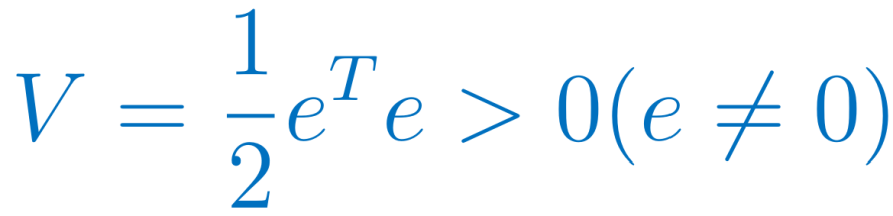 V = \frac{1}{2} e^T e > 0 (e \neq 0)